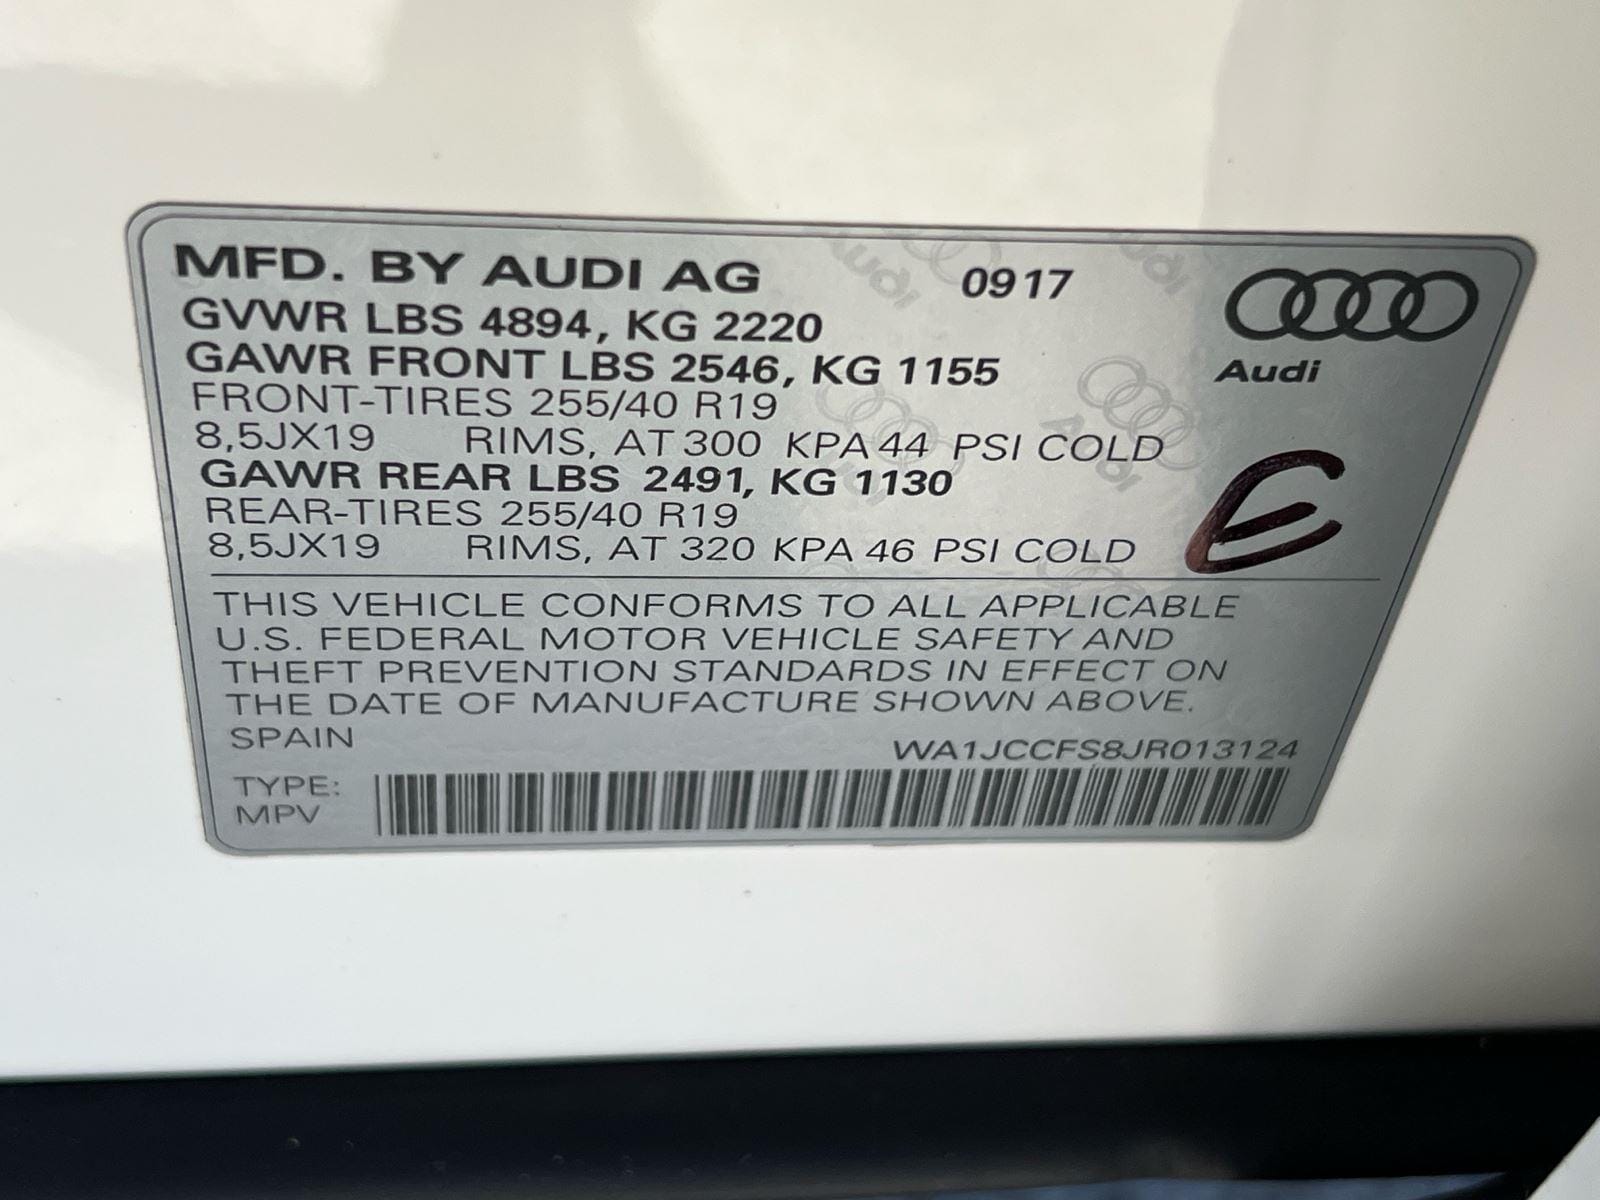 MFD. BY AUDI AG 0917
GVWR LBS 4894, KG 2220
GAWR FRONT LBS 2546, KG 1155
Audi
FRONT-TIRES 255/40 R19
8,5JX19 RIMS, AT 300 KPA 44 PSI COLD
GAWR REAR LBS 2491, KG 1130
REAR-TIRES 255/40 R19
8,5JX19 RIMS, AT 320 KPA 46 PSI COLD
E
THIS VEHICLE CONFORMS TO ALL APPLICABLE
U.S. FEDERAL MOTOR VEHICLE SAFETY AND
THEFT PREVENTION STANDARDS IN EFFECT ON
THE DATE OF MANUFACTURE SHOWN ABOVE.
SPAIN WA1JCCFS8JR013124
TYPE:
MPV